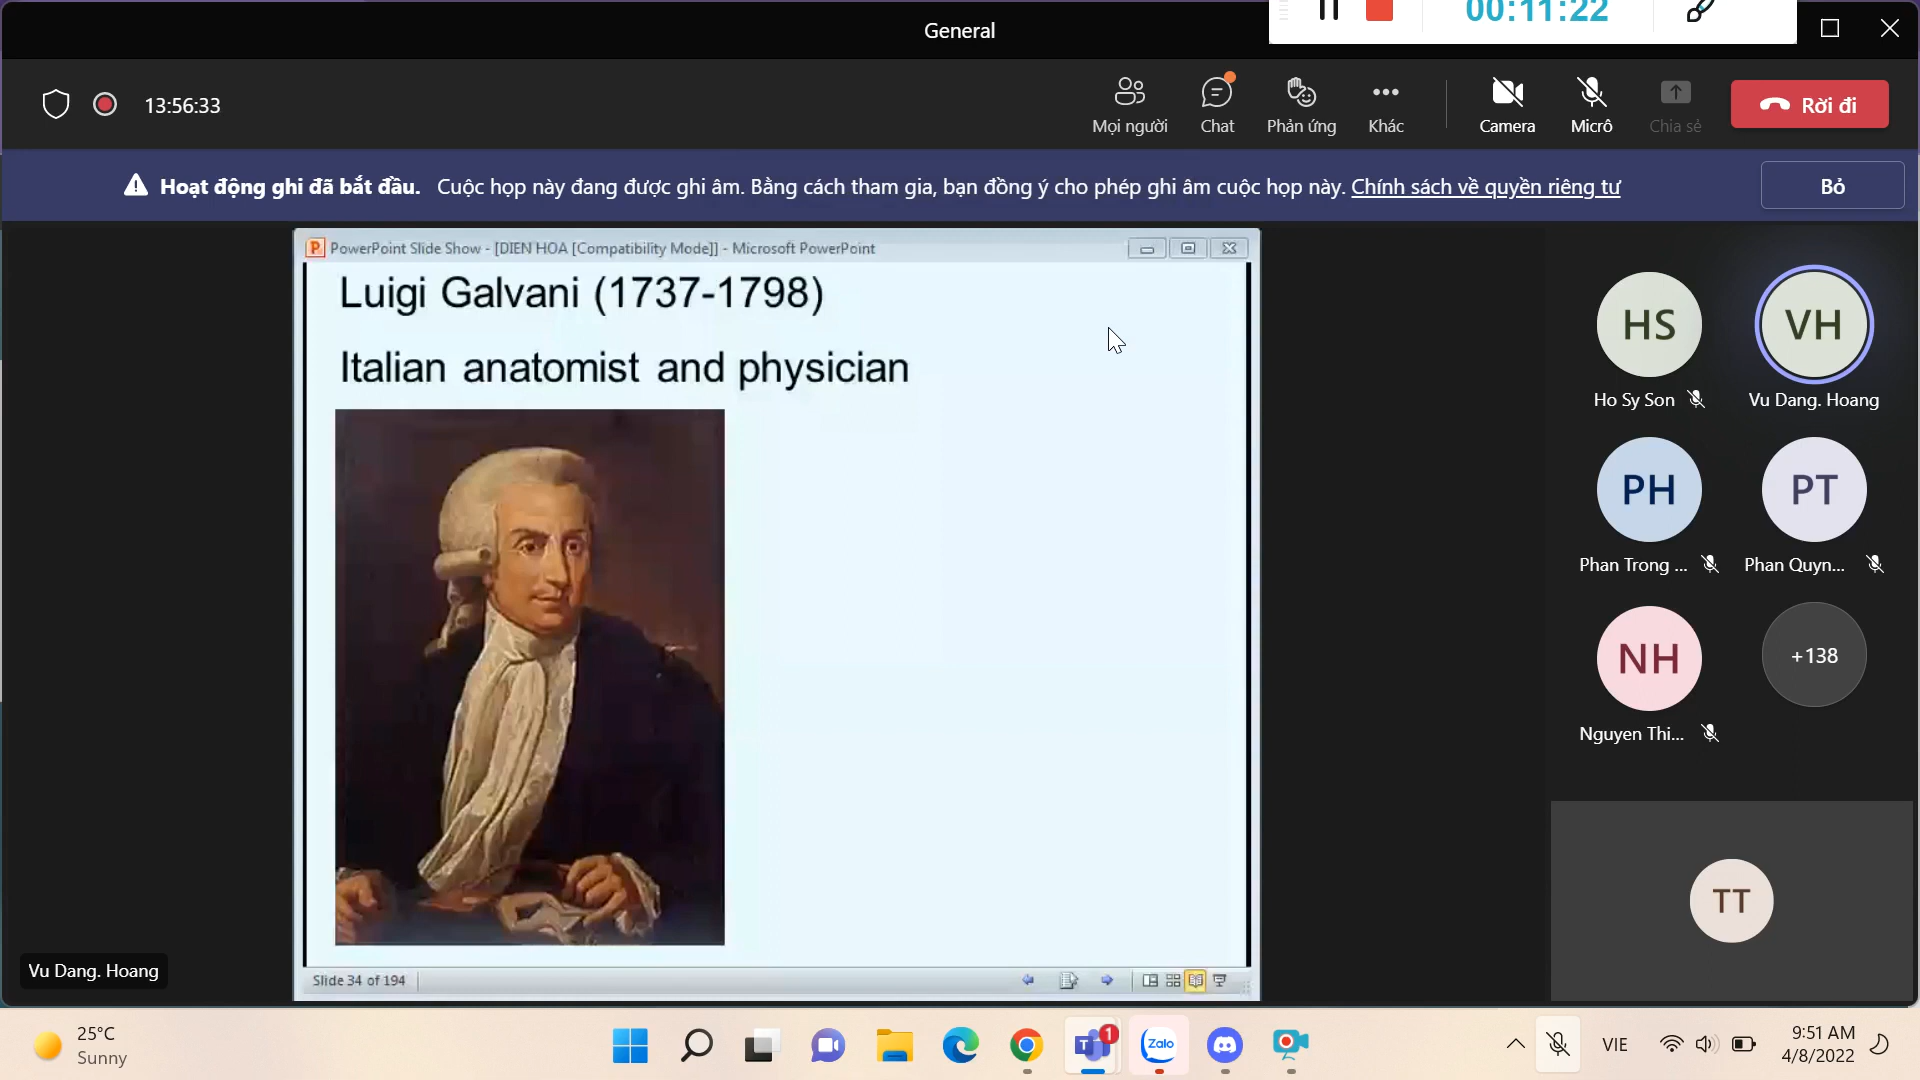 General
00:11:22
13:56:33
Mọi người
Chat
Phản ứng
Khác
Camera
Micrô
Chia sẻ
Rời đi
Hoạt động ghi đã bắt đầu. Cuộc họp này đang được ghi âm. Bằng cách tham gia, bạn đồng ý cho phép ghi âm cuộc họp này. Chính sách về quyền riêng tư
Bỏ
P PowerPoint Slide Show - [DIEN HOA [Compatibility Mode]] - Microsoft PowerPoint
Luigi Galvani (1737-1798)
Italian anatomist and physician
Slide 34 of 194
Vu Dang. Hoang
HS
Ho Sy Son
VH
Vu Dang. Hoang
PH
Phan Trong ...
PT
Phan Quyn...
NH
Nguyen Thi...
+138
TT
25°C
Sunny
1
Zalo
VIE
9:51 AM
4/8/2022